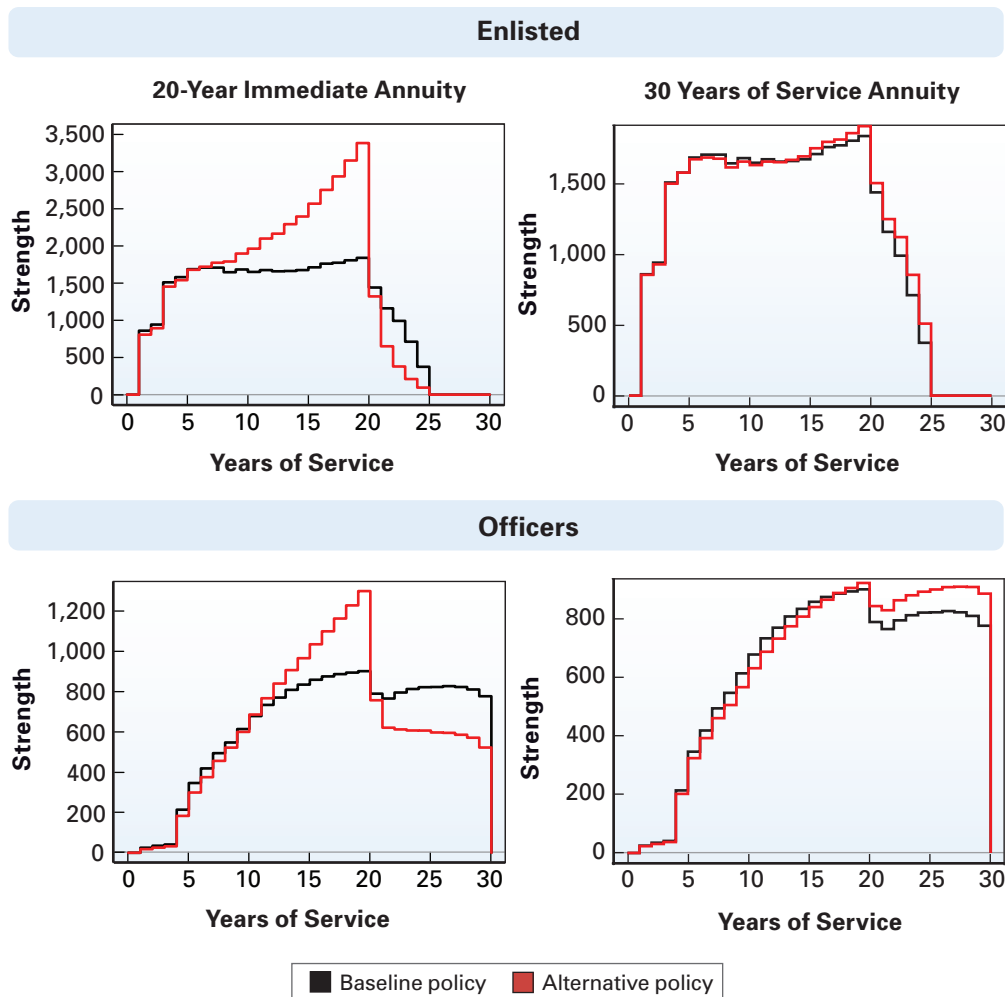 Enlisted
20-Year Immediate Annuity
3,500
3,000
2,500
2,000
1,500
1,000
500
0
Strength
0 5 10 15 20 25 30
Years of Service
30 Years of Service Annuity
1,500
1,000
500
0
Strength
0 5 10 15 20 25 30
Years of Service
Officers
1,200
1,000
800
600
400
200
0
Strength
0 5 10 15 20 25 30
Years of Service
800
600
400
200
0
Strength
0 5 10 15 20 25 30
Years of Service
Baseline policy Alternative policy